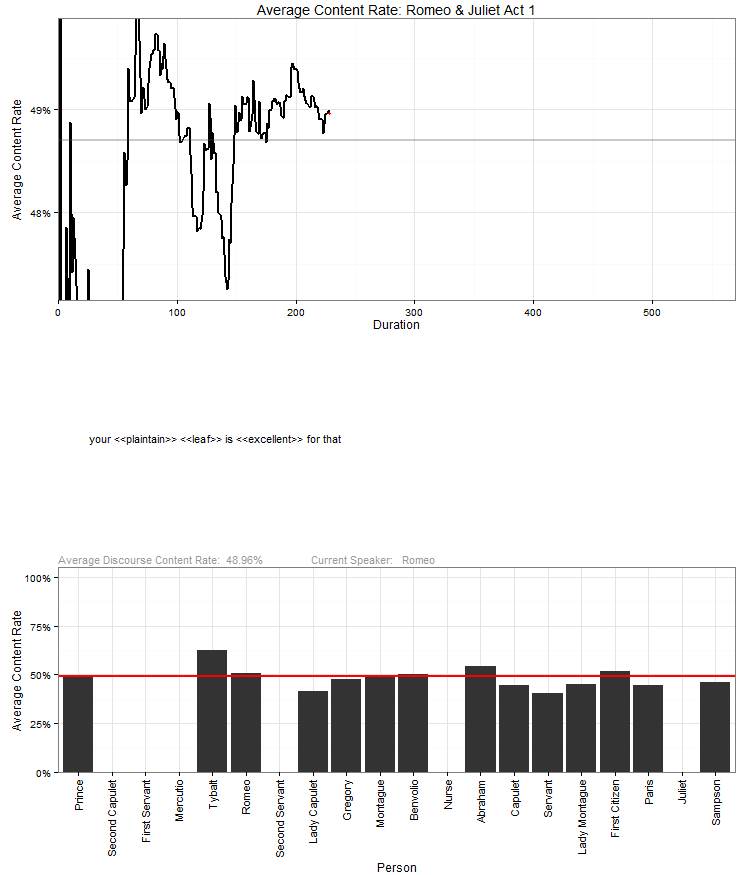 Average Content Rate: Romeo & Juliet Act 1
Average Content Rate
49%
48%
0 100 200 300 400 500
Duration
your <<plaintain>> <<leaf>> is <<excellent>> for that
Average Discourse Content Rate: 48.96% Current Speaker: Romeo
Average Content Rate
100%
75%
50%
25%
0%
Prince
Second Capulet
First Servant
Mercutio
Tybalt
Romeo
Second Servant
Lady Capulet
Gregory
Montague
Benvolio
Nurse
Abraham
Capulet
Servant
Lady Montague
First Citizen
Paris
Juliet
Sampson
Person